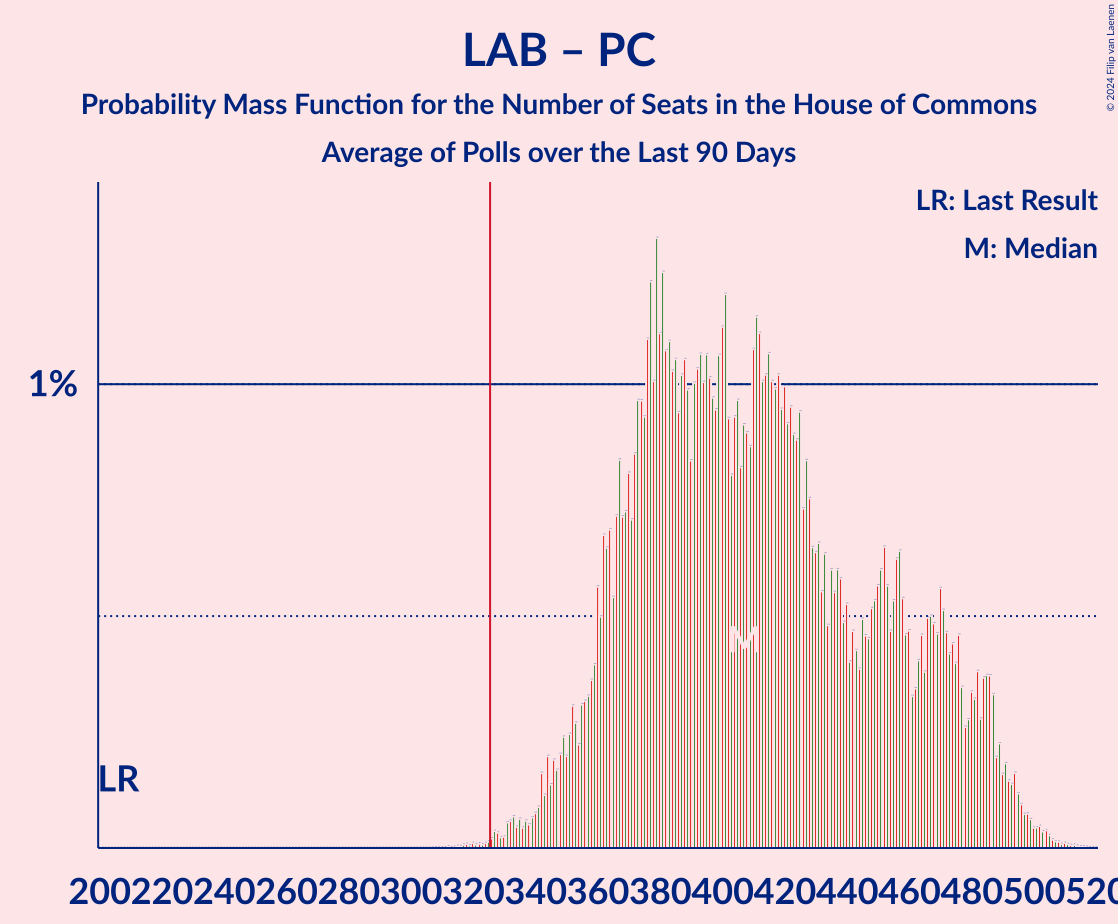 LAB – PC
Probability Mass Function for the Number of Seats in the House of Commons
Average of Polls over the Last 90 Days
© 2024 Filip van Laenen
LR: Last Result
M: Median
1%
M
LR
200220240260280300320340360380400420440460480500520